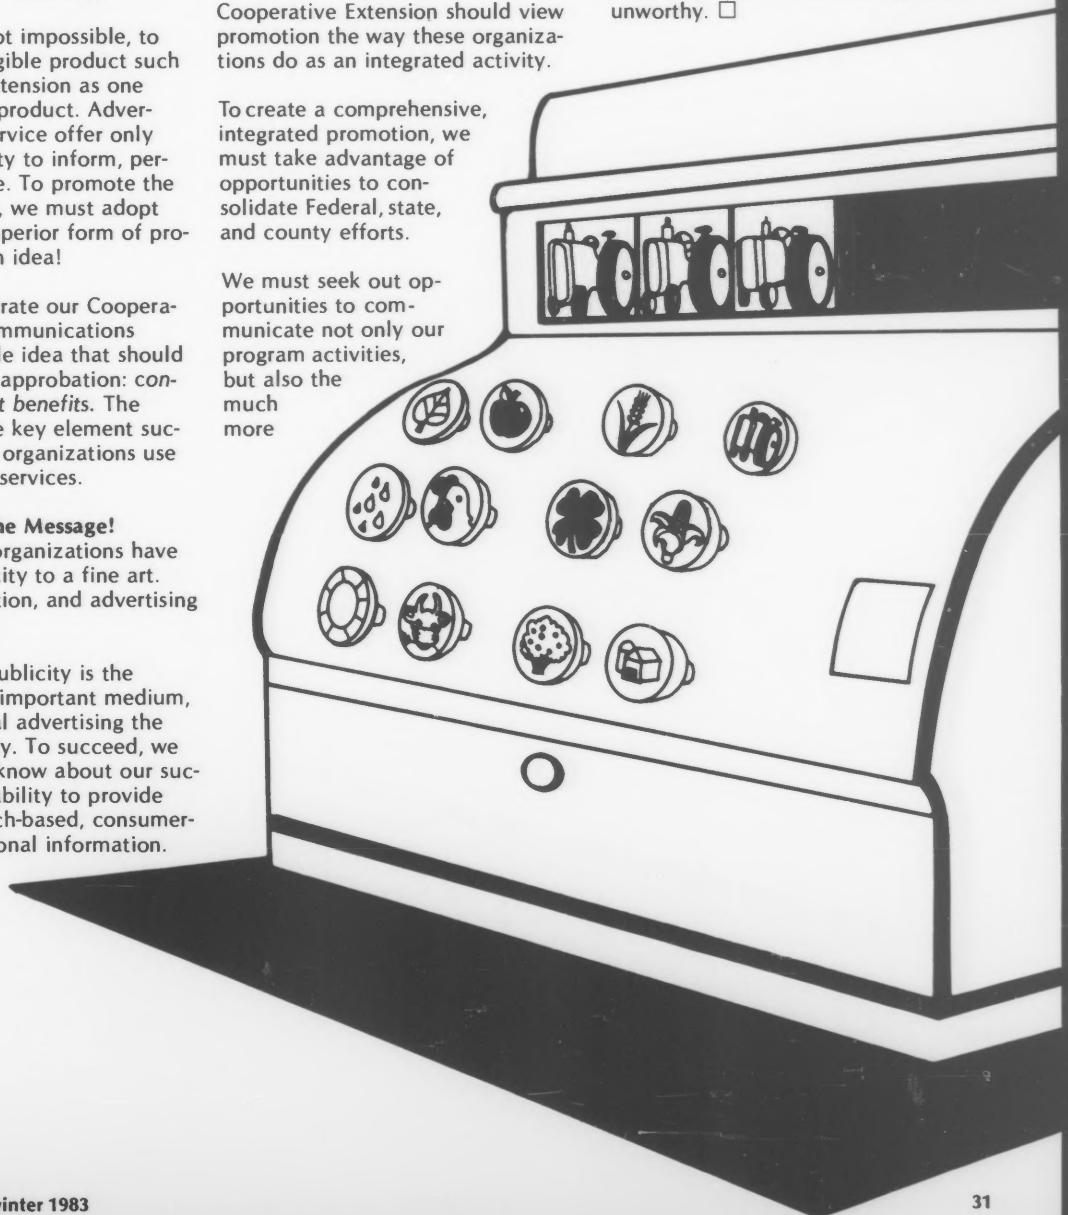 ot impossible, to
gible product such
tension as one
product. Adver-
rvice offer only
ty to inform, per-
e. To promote the
, we must adopt
perior form of pro-
n idea!
rate our Coopera-
mmunications
le idea that should
approbation: con-
t benefits. The
e key element suc-
organizations use
services.
ne Message!
organizations have
city to a fine art.
tion, and advertising
ublicity is the
important medium,
al advertising the
y. To succeed, we
know about our suc-
ability to provide
ch-based, consumer-
onal information.
Cooperative Extension should view
promotion the way these organiza-
tions do as an integrated activity.
To create a comprehensive,
integrated promotion, we
must take advantage of
opportunities to con-
solidate Federal, state,
and county efforts.
We must seek out op-
portunities to com-
municate not only our
program activities,
but also the
much
more
unworthy. □
inter 1983
31